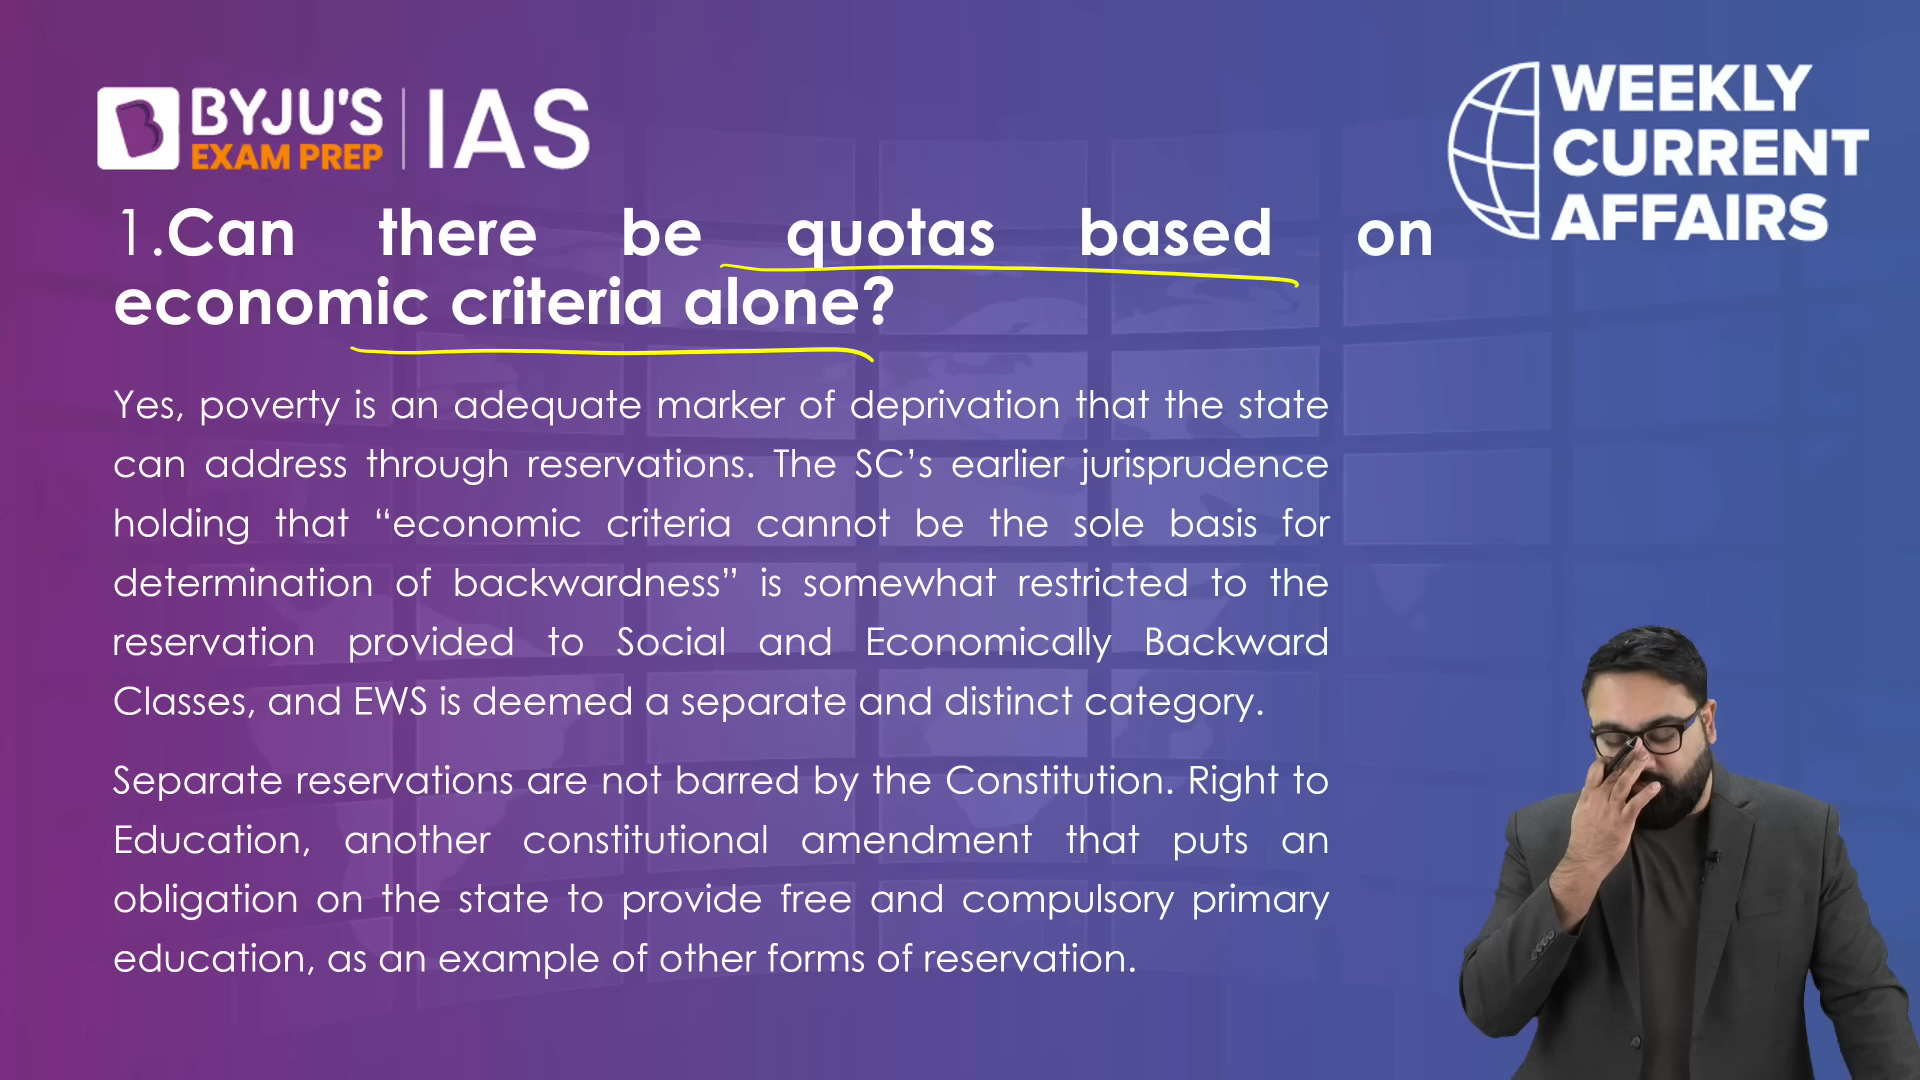 BYJU'S
EXAM PREP
IAS
WEEKLY
CURRENT
AFFAIRS
1.Can there be quotas based on
economic criteria alone?
Yes, poverty is an adequate marker of deprivation that the state
can address through reservations. The SC’s earlier jurisprudence
holding that “economic criteria cannot be the sole basis for
determination of backwardness” is somewhat restricted to the
reservation provided to Social and Economically Backward
Classes, and EWS is deemed a separate and distinct category.
Separate reservations are not barred by the Constitution. Right to
Education, another constitutional amendment that puts an
obligation on the state to provide free and compulsory primary
education, as an example of other forms of reservation.